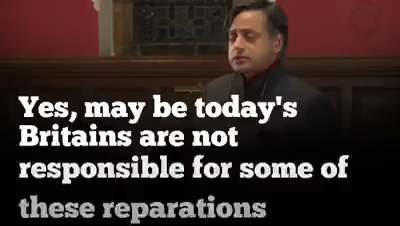 Yes, may be today's
Britains are not
responsible for some of
these reparations